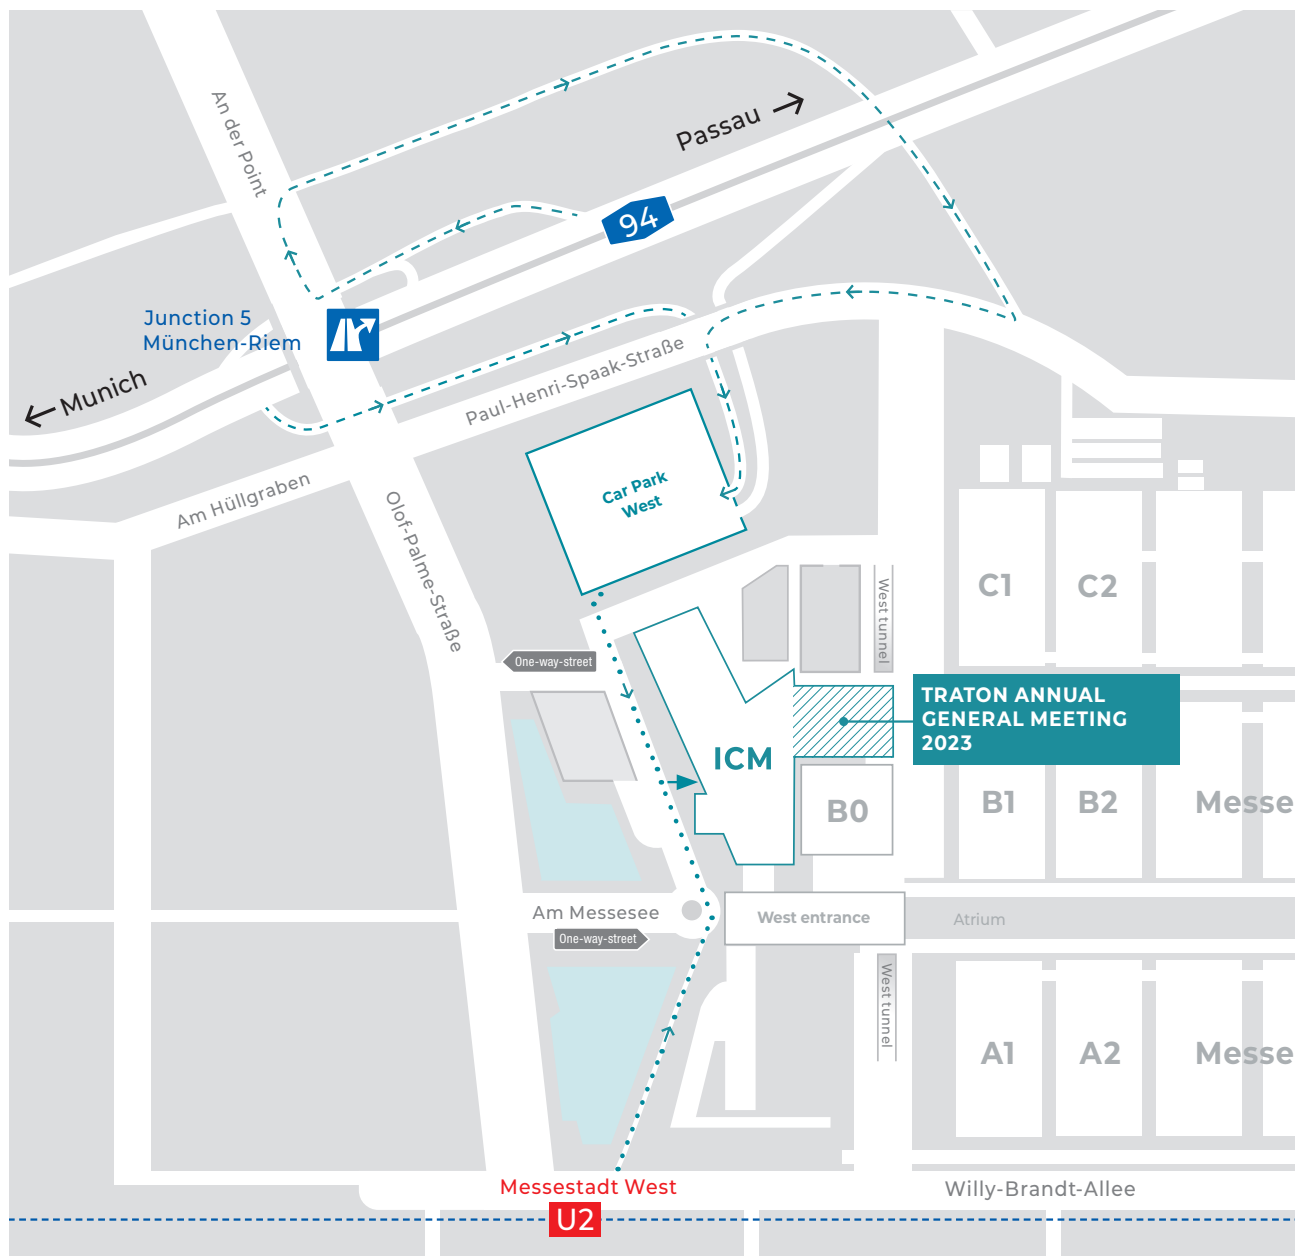 An der Point
Passau
94
Junction 5
München-Riem
Munich
Paul-Henri-Spaak-Straße
Am Hüllgraben
Car Park
West
Olof-Palme-Straße
C1
C2
West tunnel
One-way-street
TRATON ANNUAL
GENERAL MEETING
2023
ICM
B0
B1
B2
Messe
Am Messesee
West entrance
Atrium
One-way-street
West tunnel
A1
A2
Messe
Messestadt West
Willy-Brandt-Allee
U2